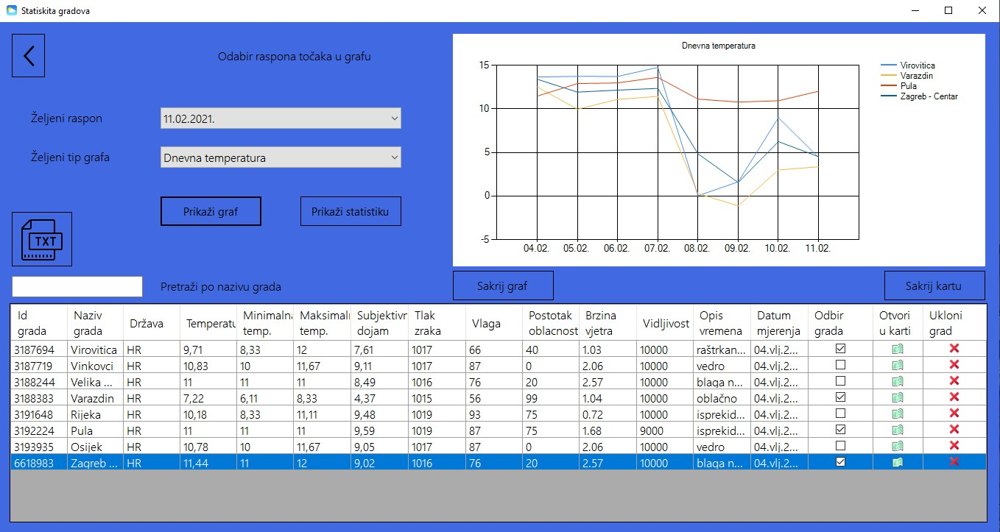 Statiskita gradova
Odabir raspona točaka u grafu
Željeni raspon
11.02.2021.
Željeni tip grafa
Dnevna temperatura
Prikaži graf
Prikaži statistiku
TXT
Pretraži po nazivu grada
Dnevna temperatura
15
10
5
0
-5
04.02. 05.02. 06.02. 07.02. 08.02. 09.02. 10.02. 11.02.
Virovitica
Varazdin
Pula
Zagreb - Centar
Sakrij graf
Sakrij kartu
Id grada Naziv grada Država Temperatu Minimalna temp. Maksimaln temp. Subjektivn dojam Tlak zraka Vlaga Postotak oblacnost Brzina vjetra Vidljivost Opis vremena Datum mjerenja Odbir grada Otvori u karti Ukloni grad
3187694 Virovitica HR 9,71 8,33 12 7,61 1017 66 40 1.03 10000 raštrkan... 04.vlj.2...
3187719 Vinkovci HR 10,83 10 11,67 9,11 1017 87 0 2.06 10000 vedro 04.vlj.2...
3188244 Velika ... HR 11 11 11 8,49 1016 76 20 2.57 10000 blaga n... 04.vlj.2...
3188383 Varazdin HR 7,22 6,11 8,33 4,37 1015 56 99 1.04 10000 oblačno 04.vlj.2...
3191648 Rijeka HR 10,18 8,33 11,11 9,48 1019 93 75 0.72 10000 isprekid... 04.vlj.2...
3192224 Pula HR 11 11 11 9,59 1019 87 75 1.68 9000 isprekid... 04.vlj.2...
3193935 Osijek HR 10,78 10 11,67 9,05 1017 87 0 2.06 10000 vedro 04.vlj.2...
6618983 Zagreb ... HR 11,44 11 12 9,02 1016 76 20 2.57 10000 blaga n... 04.vlj.2...